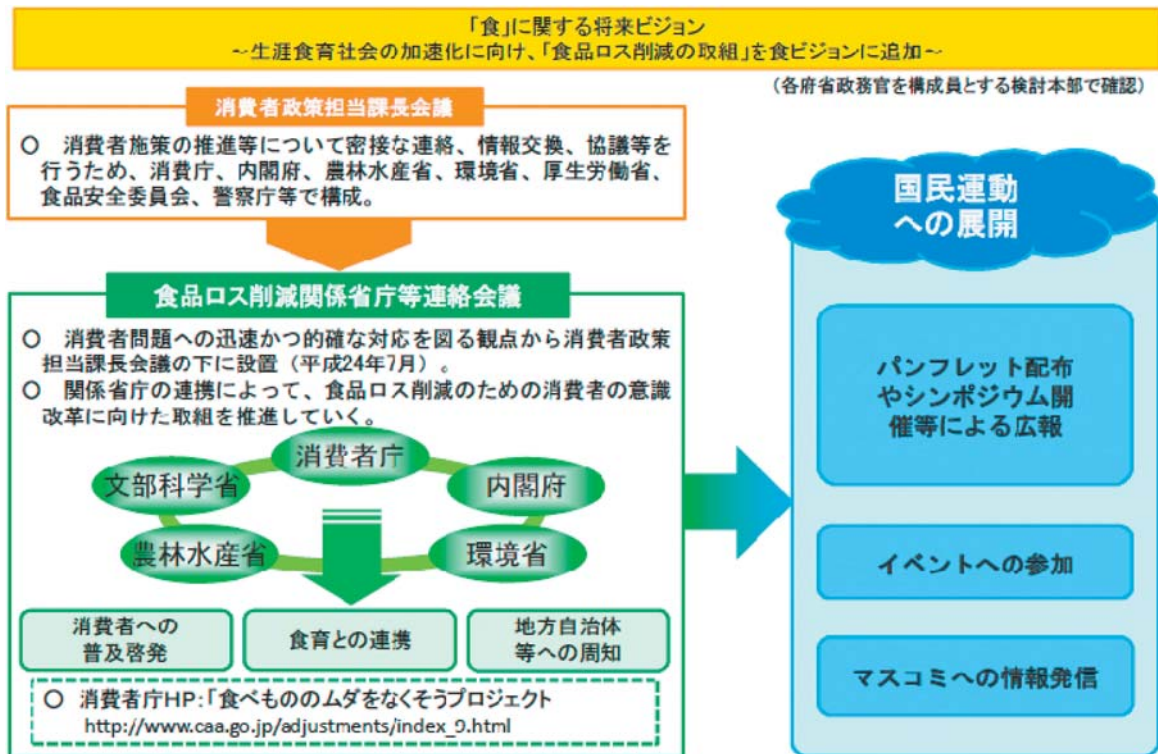 「食」に関する将来ビジョン
～生涯食育社会の加速化に向け、「食品ロス削減の取組」を食ビジョンに追加～
(各府省政務官を構成員とする検討本部で確認)
消費者政策担当課長会議
○　消費者施策の推進等について密接な連絡、情報交換、協議等を
行うため、消費庁、内閣府、農林水産省、環境省、厚生労働省、
食品安全委員会、警察庁等で構成。
食品ロス削減関係省庁等連絡会議
○　消費者問題への迅速かつ的確な対応を図る観点から消費者政策
担当課長会議の下に設置（平成24年7月）。
○　関係省庁の連携によって、食品ロス削減のための消費者の意識
改革に向けた取組を推進していく。
消費者庁
文部科学省
内閣府
農林水産省
環境省
消費者への
普及啓発
食育との連携
地方自治体
等への周知
○　消費者庁HP：「食べもののムダをなくそうプロジェクト
http://www.caa.go.jp/adjustments/index_9.html
国民運動
への展開
パンフレット配布
やシンポジウム開
催等による広報
イベントへの参加
マスコミへの情報発信